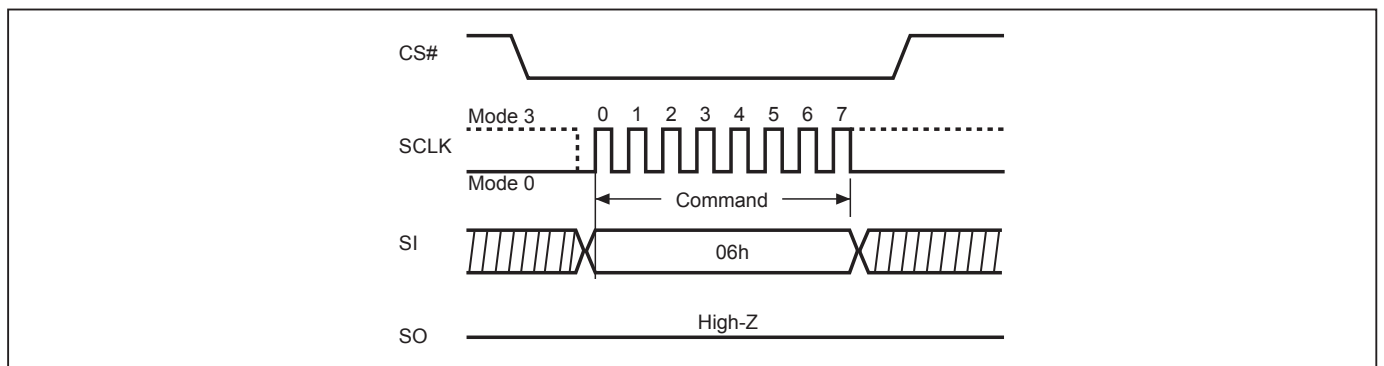 CS#
Mode 3
0 1 2 3 4 5 6 7
SCLK
Mode 0
Command
SI
06h
High-Z
SO